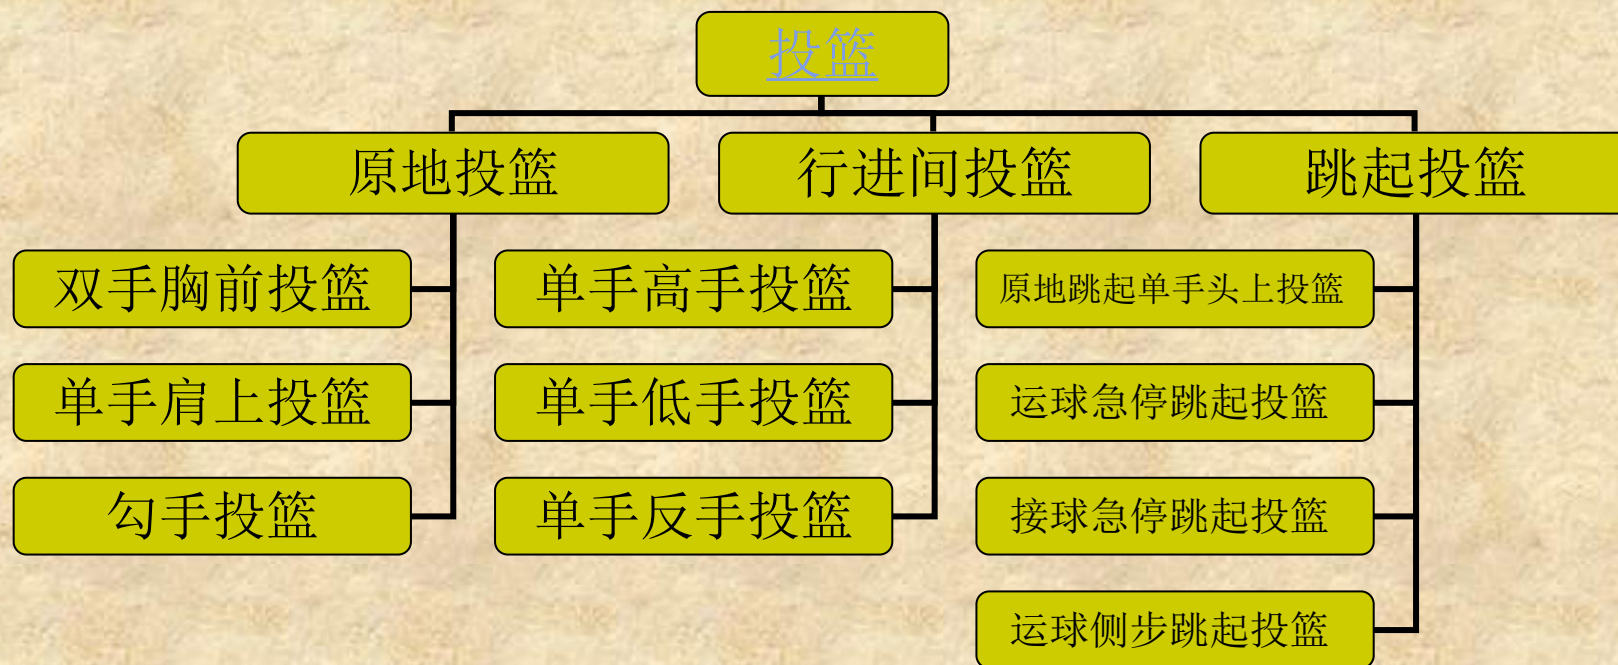 投篮
原地投篮
行进间投篮
跳起投篮
双手胸前投篮
单手高手投篮
原地跳起单手头上投篮
单手肩上投篮
单手低手投篮
运球急停跳起投篮
勾手投篮
单手反手投篮
接球急停跳起投篮
运球侧步跳起投篮